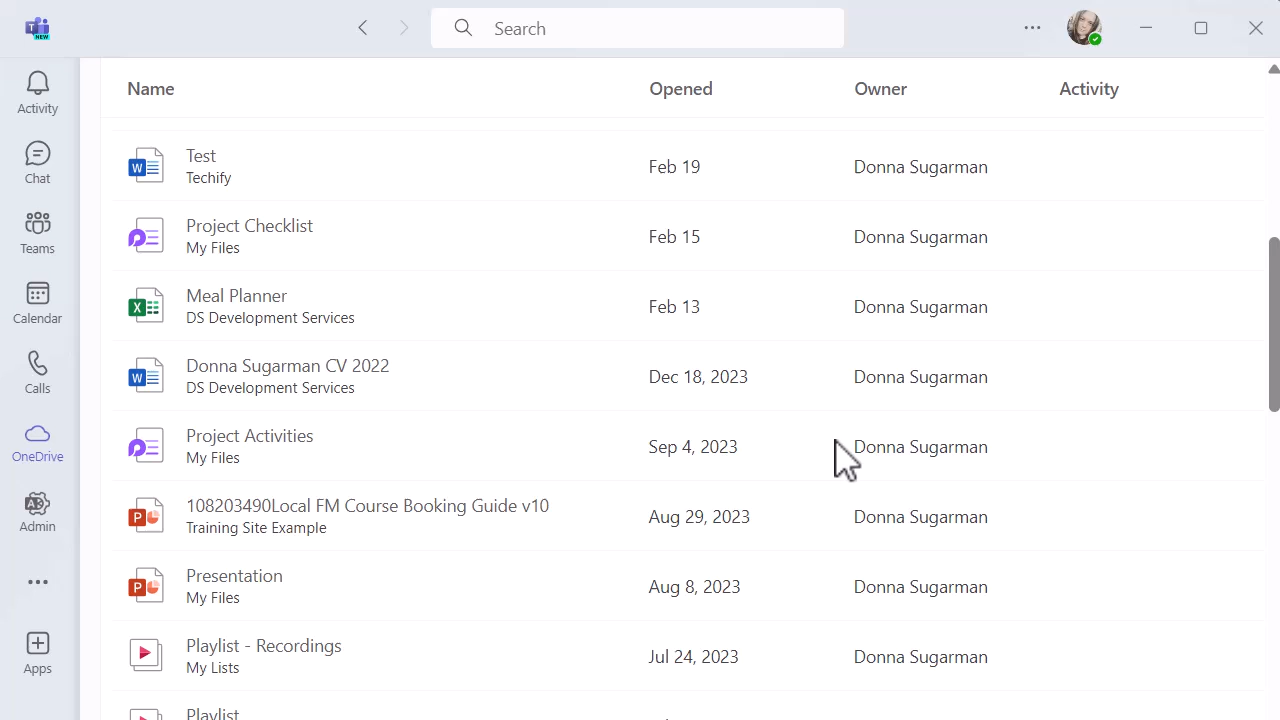 NEW
Search
Activity
Chat
Teams
Calendar
Calls
OneDrive
Admin
Apps
Name Opened Owner Activity
Test
Techify
Feb 19 Donna Sugarman
Project Checklist
My Files
Feb 15 Donna Sugarman
Meal Planner
DS Development Services
Feb 13 Donna Sugarman
Donna Sugarman CV 2022
DS Development Services
Dec 18, 2023 Donna Sugarman
Project Activities
My Files
Sep 4, 2023 Donna Sugarman
108203490Local FM Course Booking Guide v10
Training Site Example
Aug 29, 2023 Donna Sugarman
Presentation
My Files
Aug 8, 2023 Donna Sugarman
Playlist - Recordings
My Lists
Jul 24, 2023 Donna Sugarman
Playlist